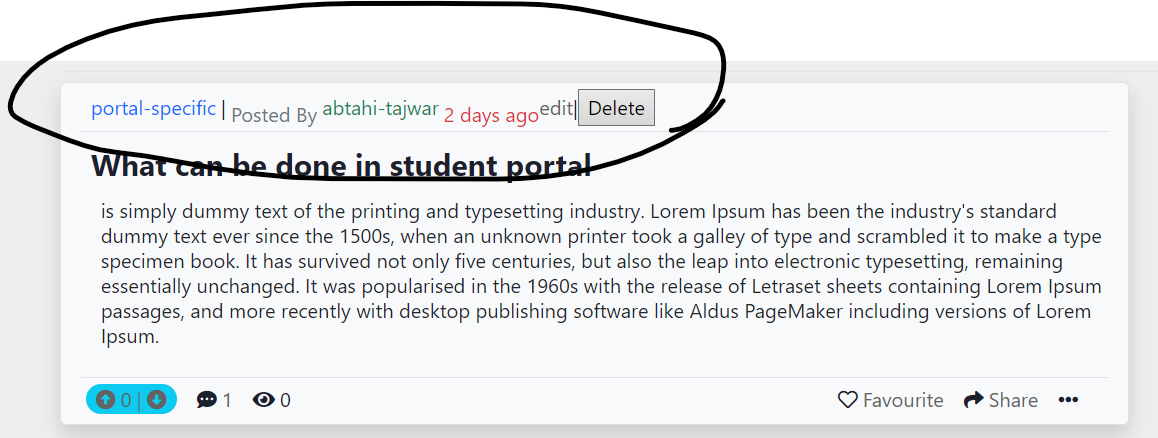 portal-specific | Posted By abtahi-tajwar 2 days ago edit| Delete
What can be done in student portal
is simply dummy text of the printing and typesetting industry. Lorem Ipsum has been the industry's standard
dummy text ever since the 1500s, when an unknown printer took a galley of type and scrambled it to make a type
specimen book. It has survived not only five centuries, but also the leap into electronic typesetting, remaining
essentially unchanged. It was popularised in the 1960s with the release of Letraset sheets containing Lorem Ipsum
passages, and more recently with desktop publishing software like Aldus PageMaker including versions of Lorem
Ipsum.
0 | 1 0 Favourite Share